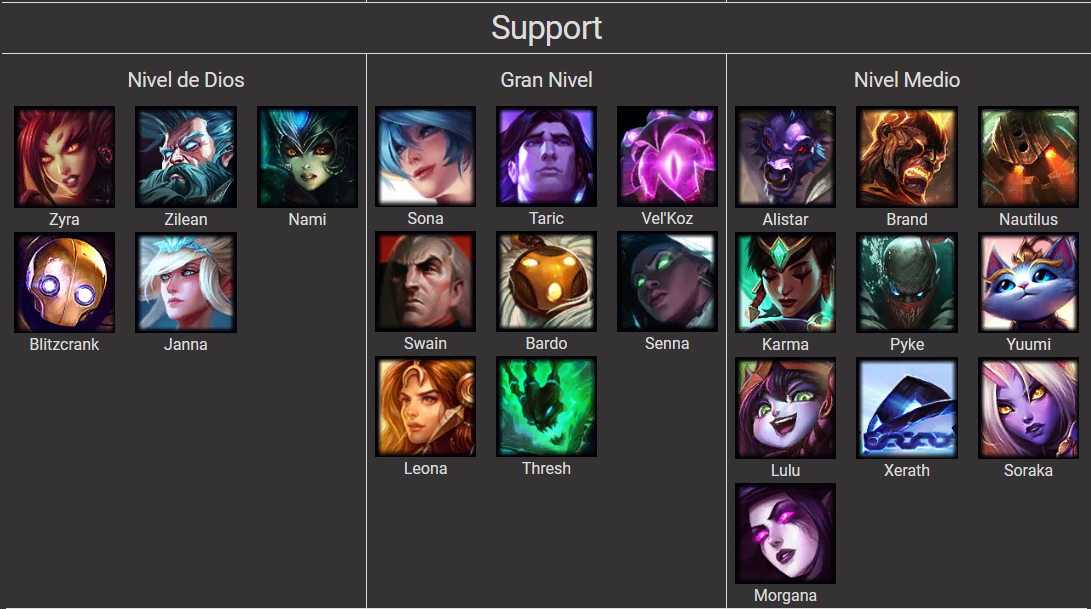 Support
Nivel de Dios
Gran Nivel
Nivel Medio
Zyra
Zilean
Nami
Sona
Taric
Vel'Koz
Alistar
Brand
Nautilus
Blitzcrank
Janna
Swain
Bardo
Senna
Karma
Pyke
Yuumi
Leona
Thresh
Lulu
Xerath
Soraka
Morgana